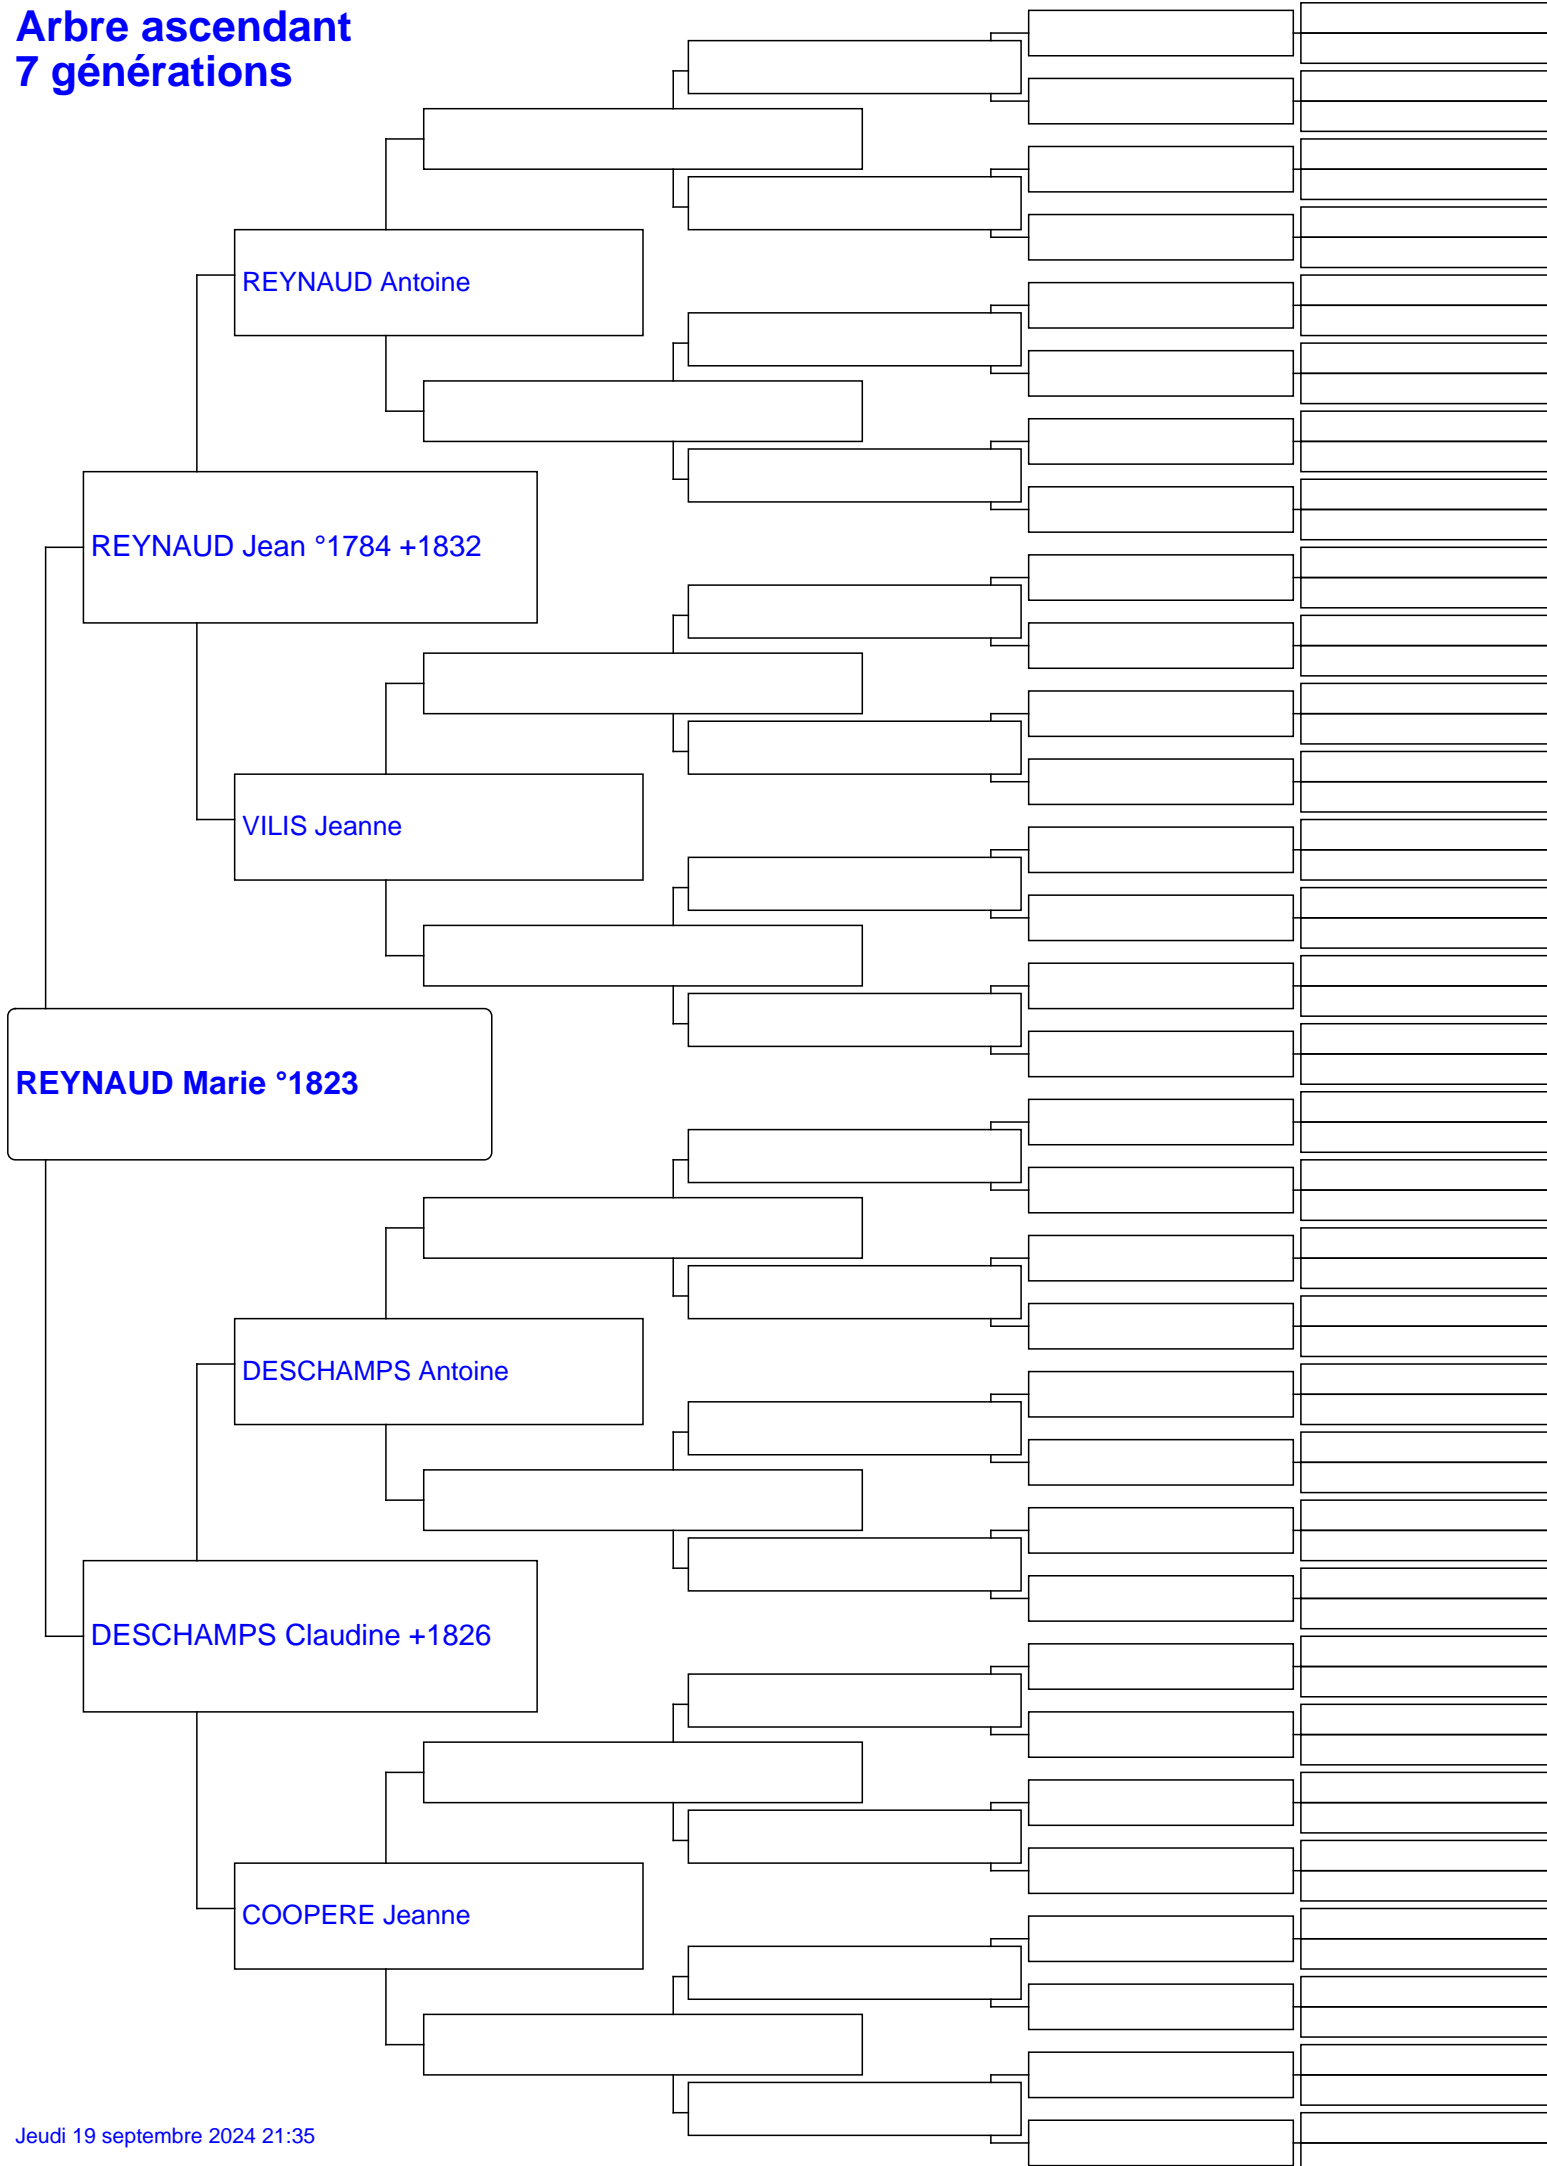 Arbre ascendant
7 générations
REYNAUD Antoine
REYNAUD Jean °1784 +1832
VILIS Jeanne
REYNAUD Marie °1823
DESCHAMPS Antoine
DESCHAMPS Claudine +1826
COOPERE Jeanne
Jeudi 19 septembre 2024 21:35